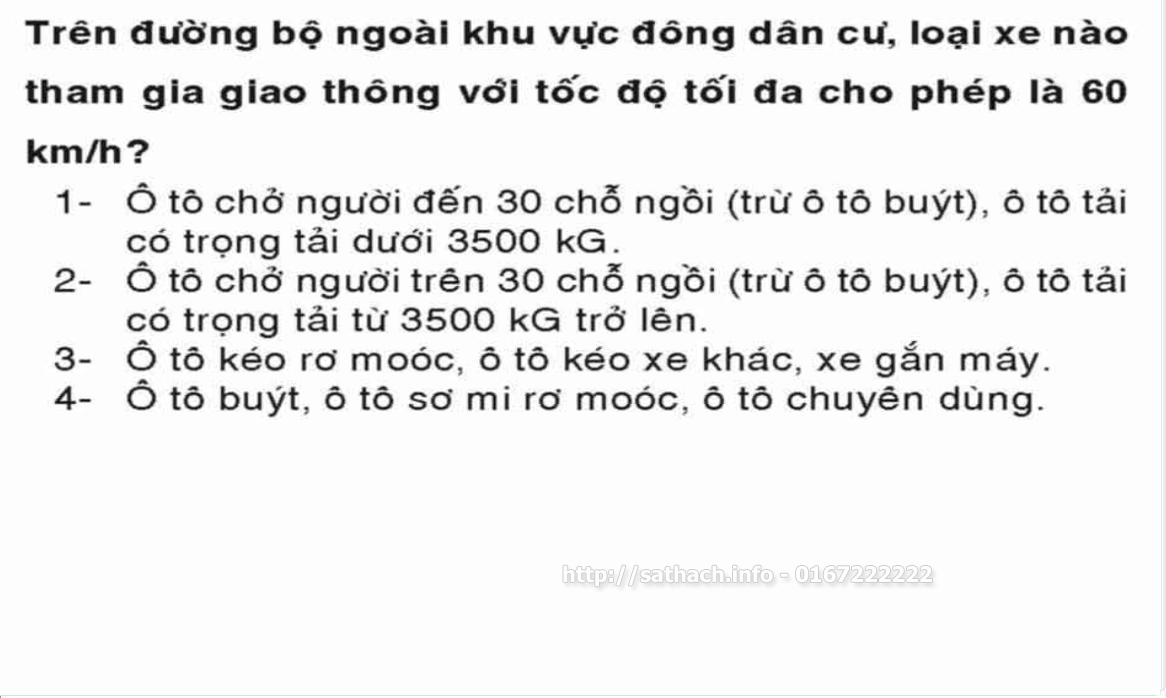 Trên đường bộ ngoài khu vực đông dân cư, loại xe nào
tham gia giao thông với tốc độ tối đa cho phép là 60
km/h?
1- Ô tô chở người đến 30 chỗ ngồi (trừ ô tô buýt), ô tô tải
có trọng tải dưới 3500 kG.
2- Ô tô chở người trên 30 chỗ ngồi (trừ ô tô buýt), ô tô tải
có trọng tải từ 3500 kG trở lên.
3- Ô tô kéo rơ moóc, ô tô kéo xe khác, xe gắn máy.
4- Ô tô buýt, ô tô sơ mi rơ moóc, ô tô chuyên dùng.
http://sathach.info - 0167222222